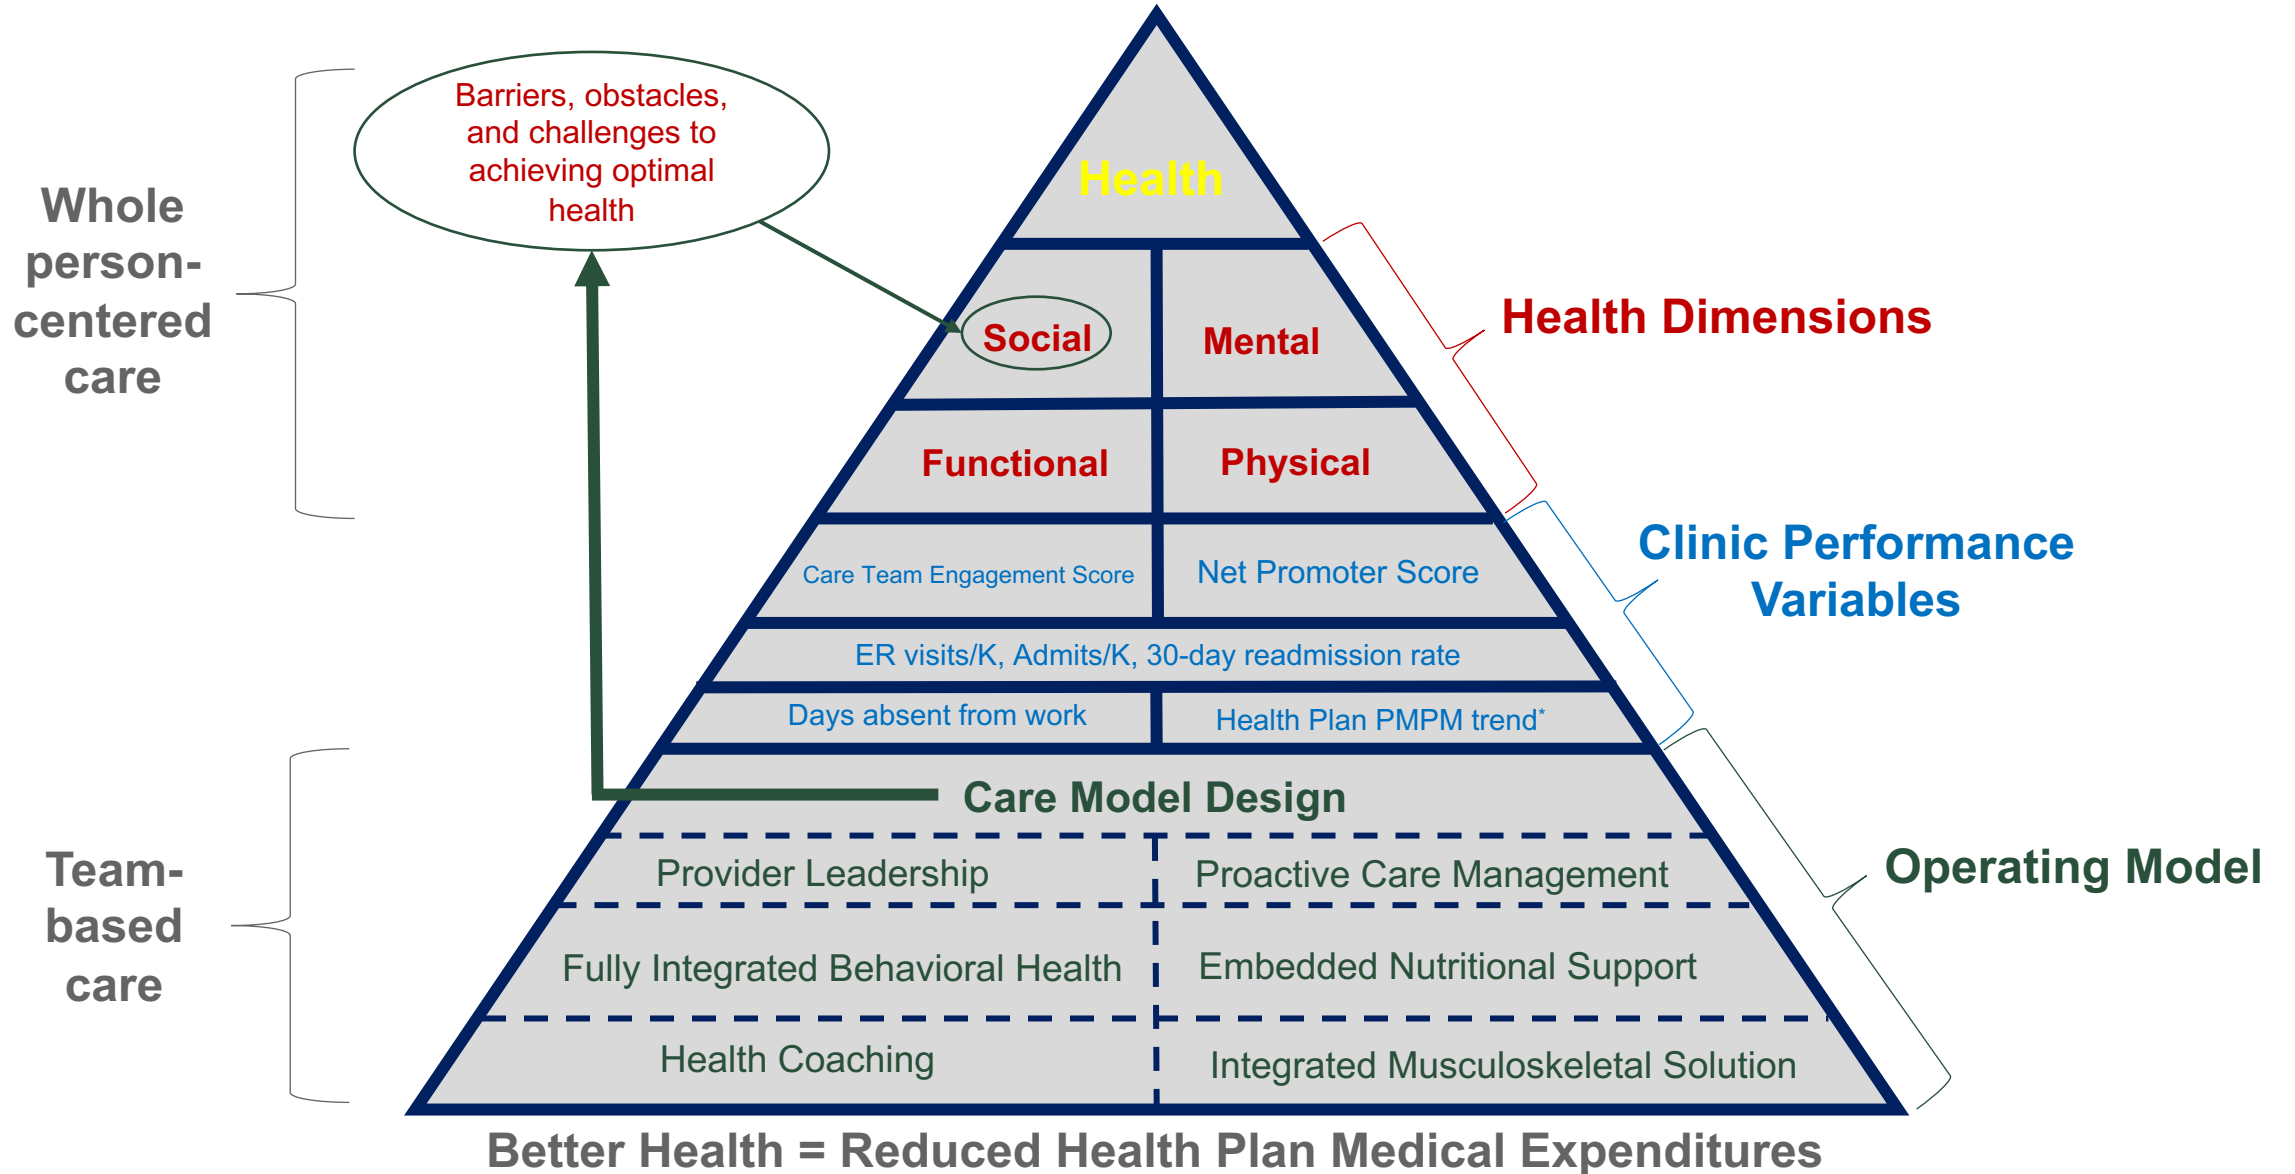 Barriers, obstacles,
and challenges to
achieving optimal
health
Whole
person-
centered
care
Health
Social
Mental
Health Dimensions
Functional
Physical
Care Team Engagement Score
Net Promoter Score
Clinic Performance
Variables
ER visits/K, Admits/K, 30-day readmission rate
Days absent from work
Health Plan PMPM trend*
Care Model Design
Team-
based
care
Provider Leadership
Proactive Care Management
Operating Model
Fully Integrated Behavioral Health
Embedded Nutritional Support
Health Coaching
Integrated Musculoskeletal Solution
Better Health = Reduced Health Plan Medical Expenditures